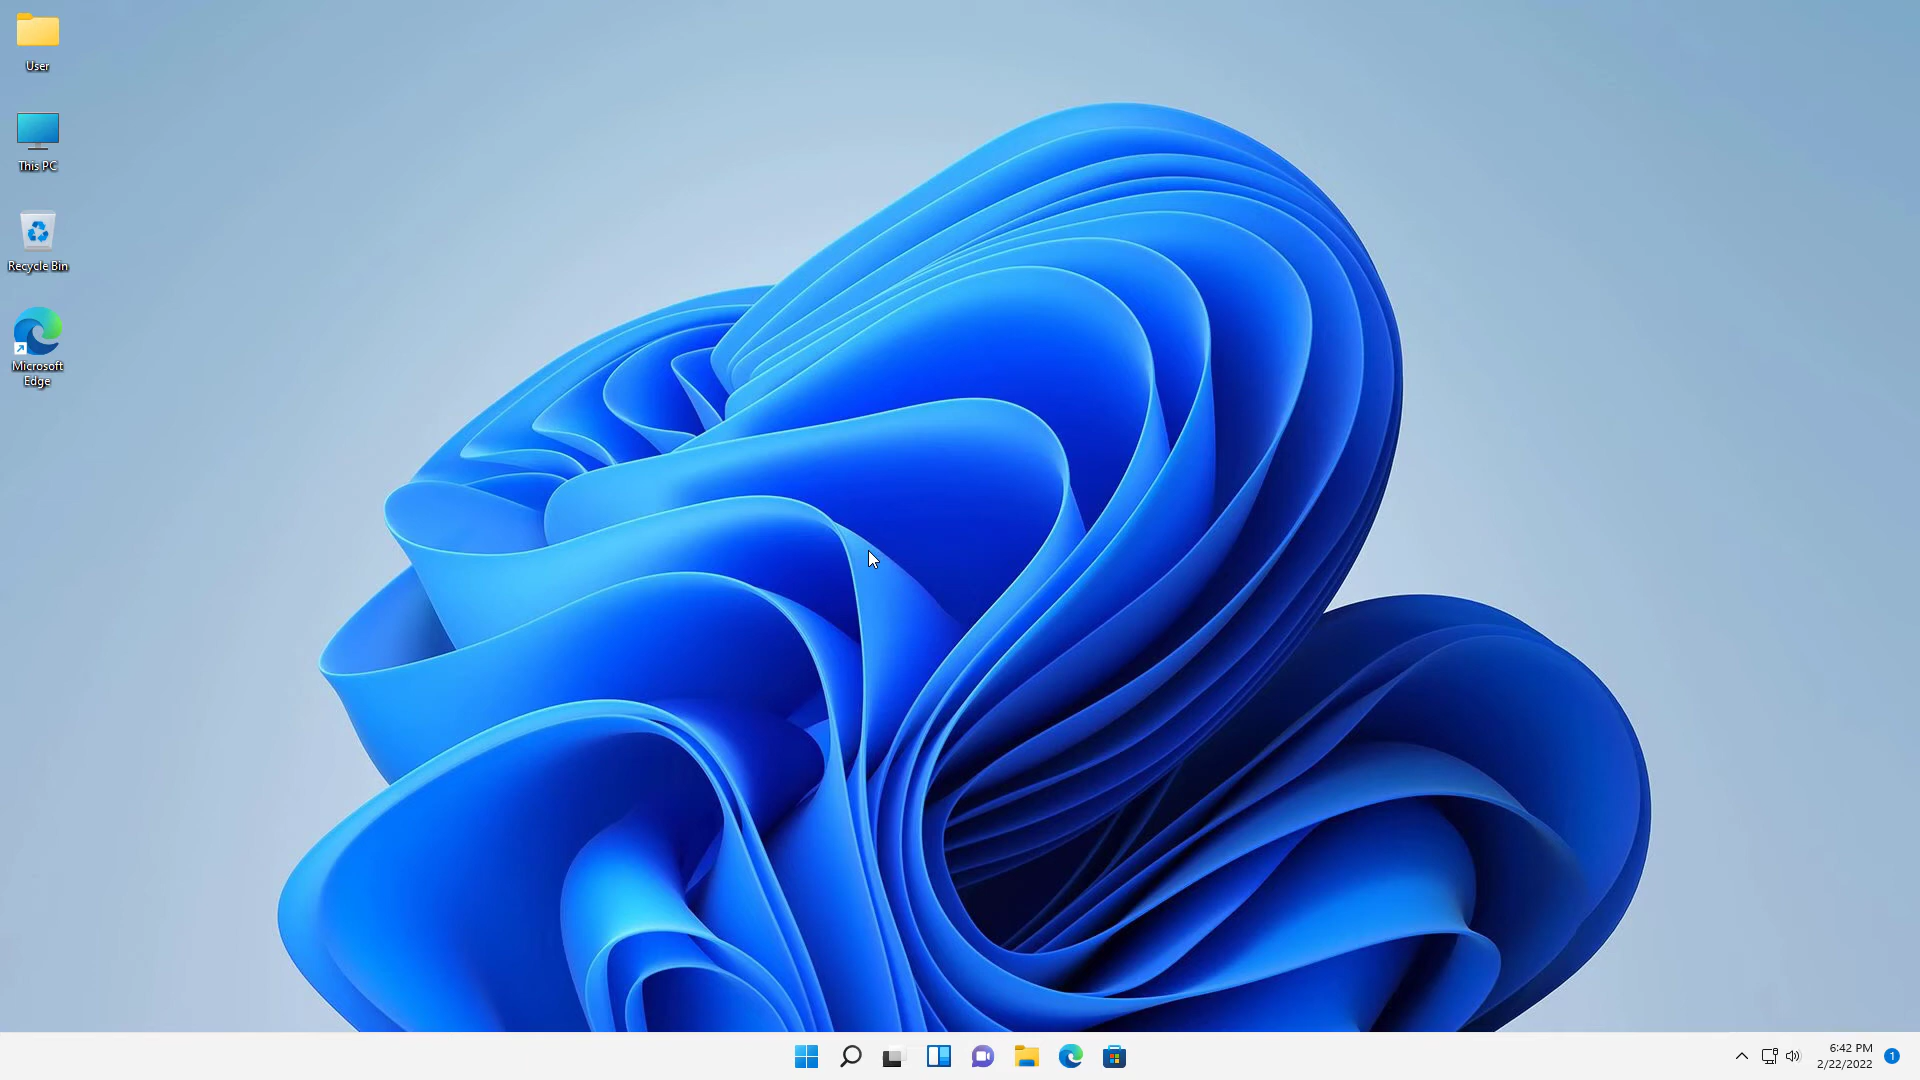 User
This PC
Recycle Bin
Microsoft
Edge
6:42 PM
2/22/2022
1